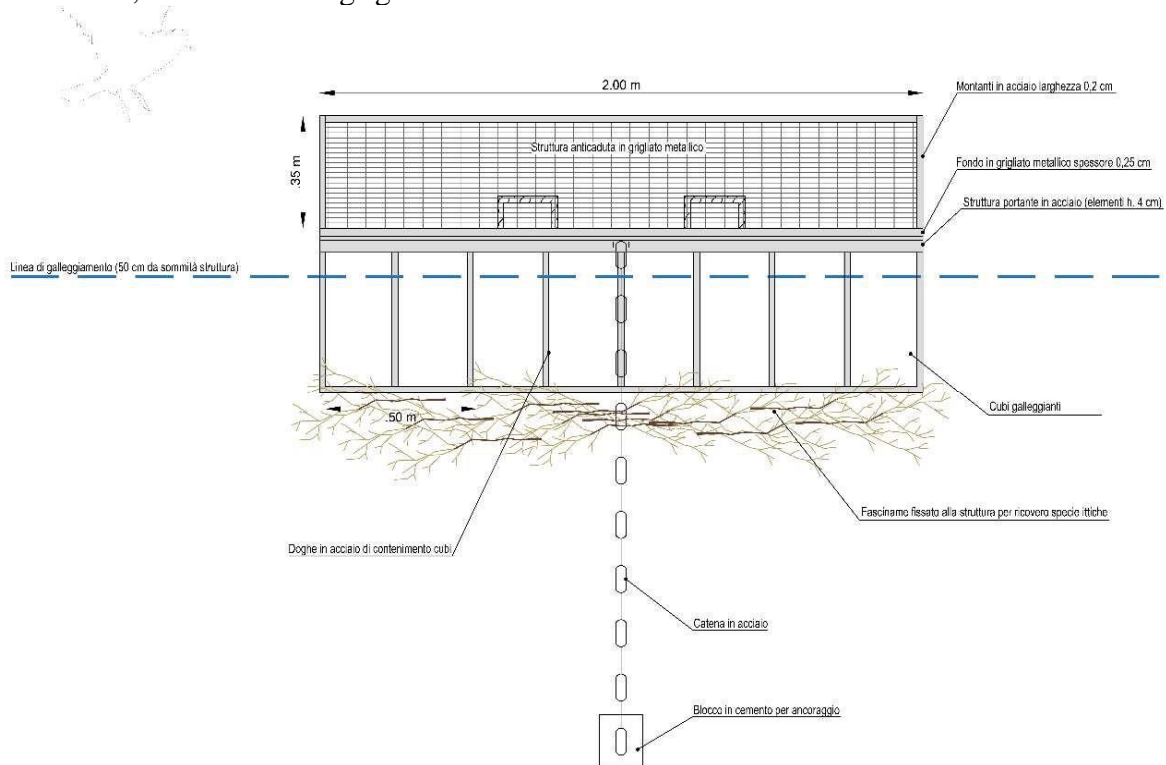 2.00 m
Montanti in acciaio larghezza 0,2 cm
Struttura anticaduta in grigliato metallico
.35 m
Fondo in grigliato metallico spessore 0,25 cm
Struttura portante in acciaio (elementi h. 4 cm)
Linea di galleggiamento (50 cm da sommità struttura)
Cubi galleggianti
.50 m
Fasciname fissato alla struttura per ricovero specie ittiche
Doghe in acciaio di contenimento cubi
Catena in acciaio
Blocco in cemento per ancoraggio